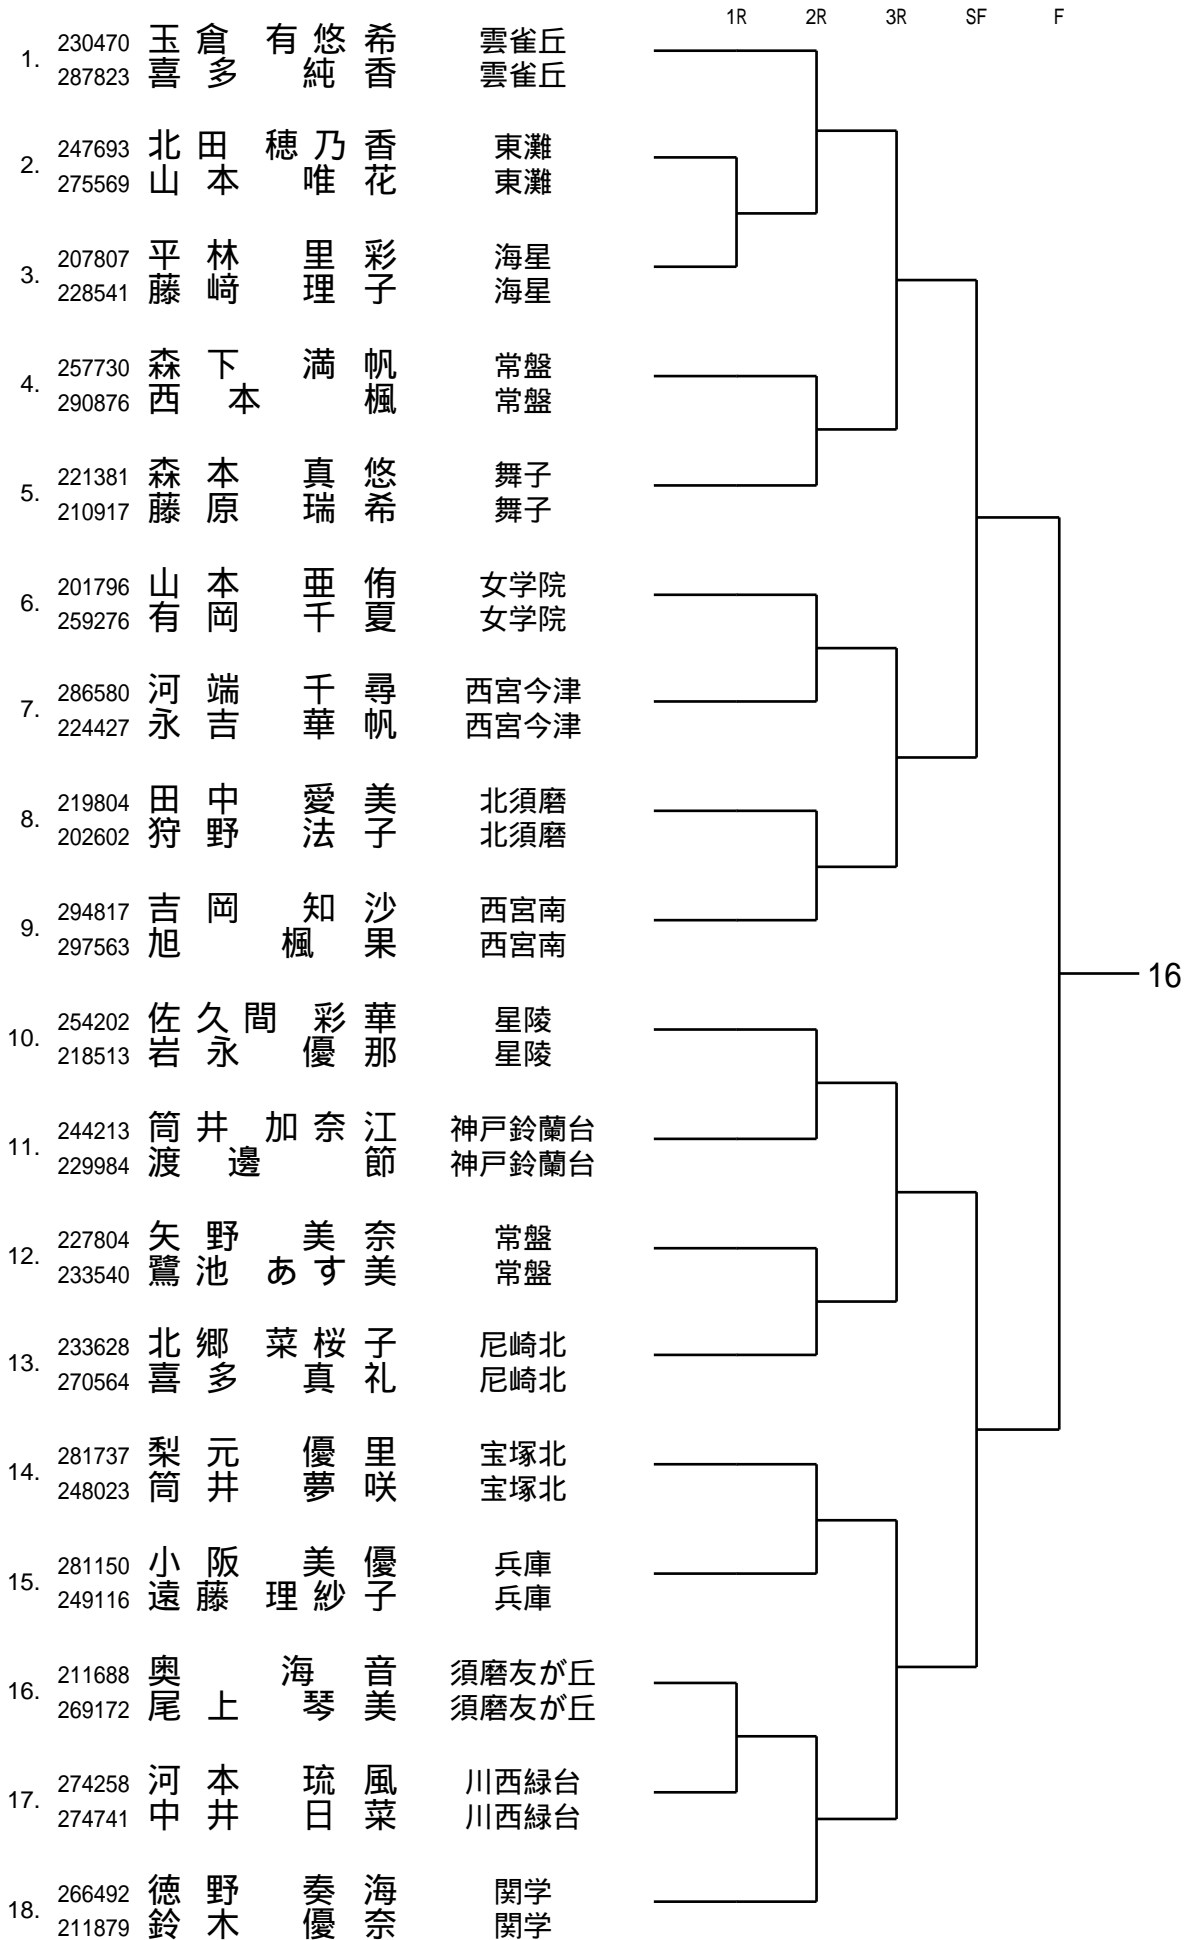 1R 2R 3R SF F
1. 230470 玉倉 有悠希 雲雀丘
287823 喜多 純香 雲雀丘
2. 247693 北田 穂乃香 東灘
275569 山本 唯花 東灘
3. 207807 平林 里彩 海星
228541 藤﨑 理子 海星
4. 257730 森下 満帆 常盤
290876 西本 楓 常盤
5. 221381 森本 真悠 舞子
210917 藤原 瑞希 舞子
6. 201796 山本 亜侑 女学院
259276 有岡 千夏 女学院
7. 286580 河端 千尋 西宮今津
224427 永吉 華帆 西宮今津
8. 219804 田中 愛美 北須磨
202602 狩野 法子 北須磨
9. 294817 吉岡 知沙 西宮南
297563 旭 楓果 西宮南
16
10. 254202 佐久間 彩華 星陵
218513 岩永 優那 星陵
11. 244213 筒井 加奈江 神戸鈴蘭台
229984 渡邊 節 神戸鈴蘭台
12. 227804 矢野 美奈 常盤
233540 鷺池 あす美 常盤
13. 233628 北郷 菜桜子 尼崎北
270564 喜多 真礼 尼崎北
14. 281737 梨元 優里 宝塚北
248023 筒井 夢咲 宝塚北
15. 281150 小阪 美優 兵庫
249116 遠藤 理紗子 兵庫
16. 211688 奥 海音 須磨友が丘
269172 尾上 琴美 須磨友が丘
17. 274258 河本 琉風 川西緑台
274741 中井 日菜 川西緑台
18. 266492 徳野 奏海 関学
211879 鈴木 優奈 関学